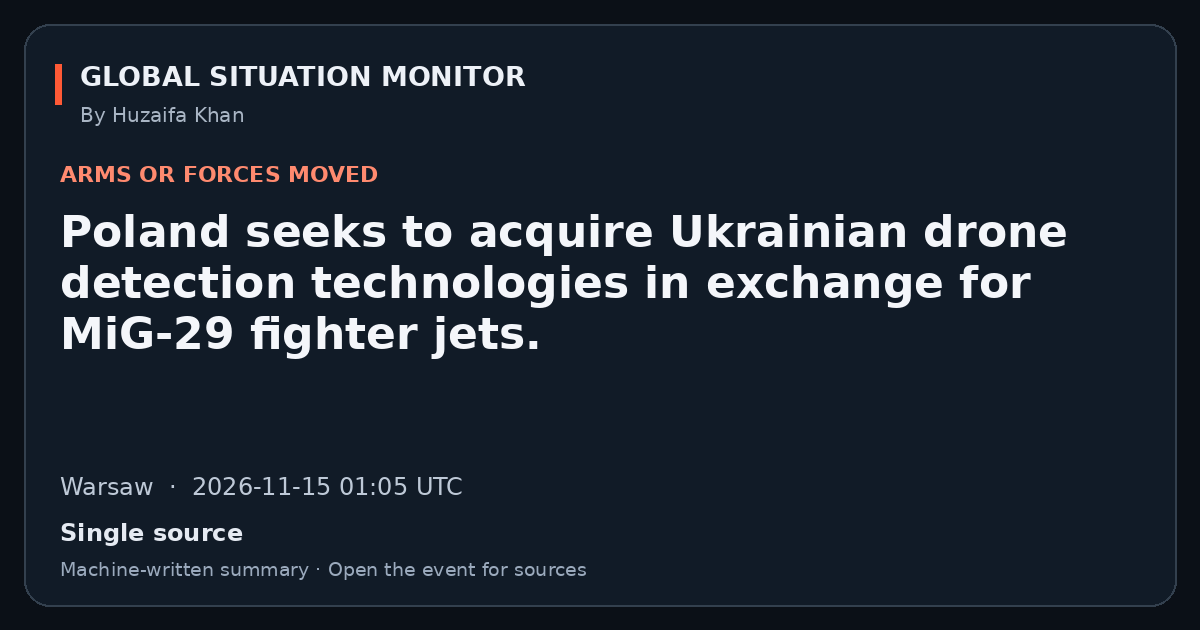 GLOBAL SITUATION MONITOR
By Huzaifa Khan
ARMS OR FORCES MOVED
Poland seeks to acquire Ukrainian drone
detection technologies in exchange for
MiG-29 fighter jets.
Warsaw · 2026-11-15 01:05 UTC
Single source
Machine-written summary · Open the event for sources